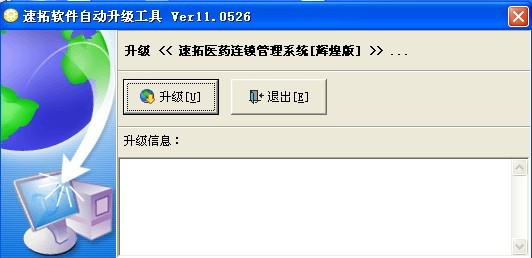 速拓软件自动升级工具 Ver11.0526
升级 << 速拓医药连锁管理系统[辉煌版] >> ...
升级[U] 退出[E]
升级信息：